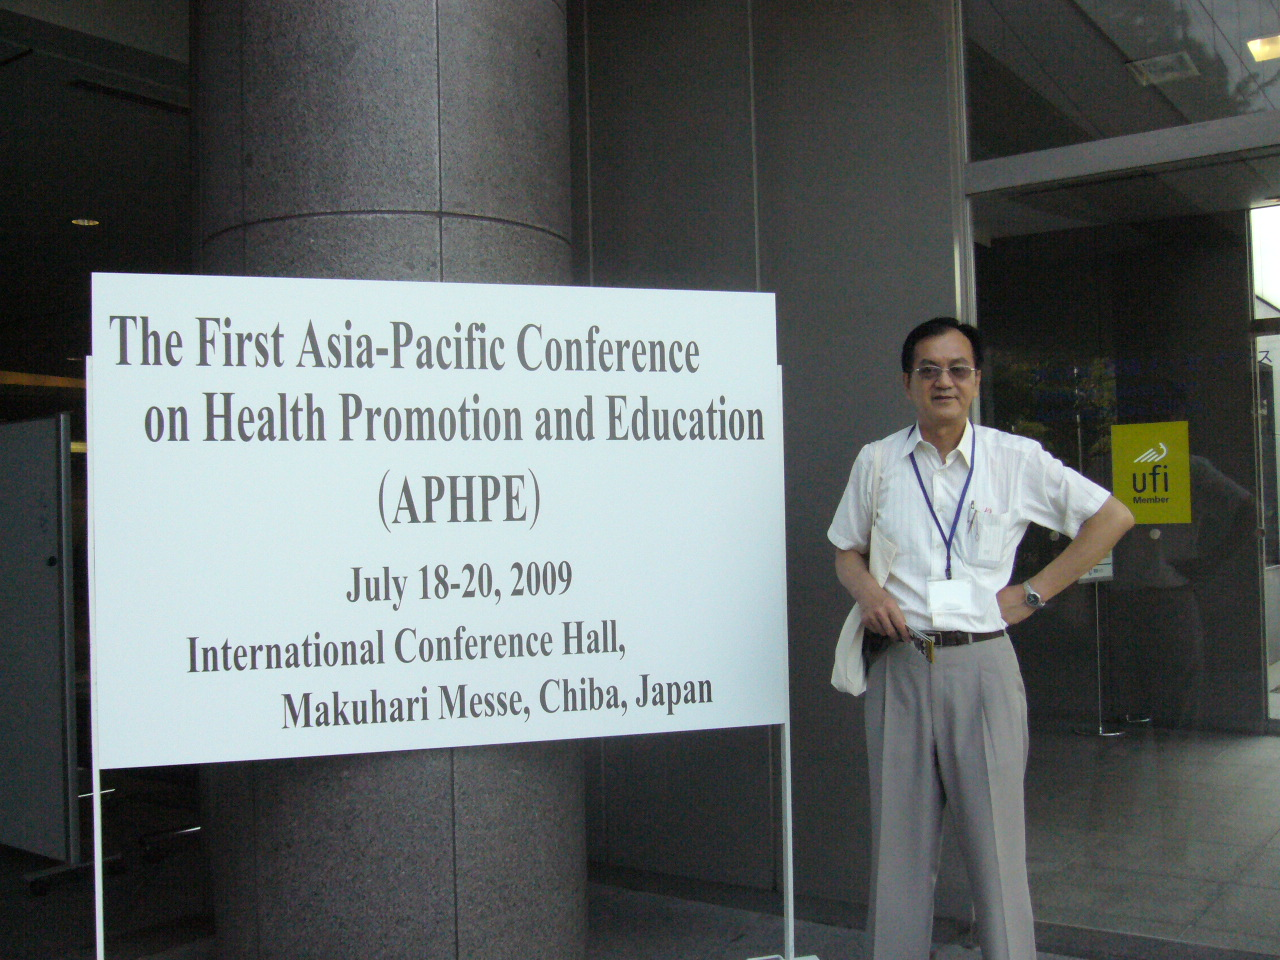 The First Asia-Pacific Conference
on Health Promotion and Education
(APHPE)
July 18-20, 2009
International Conference Hall,
Makuhari Messe, Chiba, Japan
ufi
Member
ス